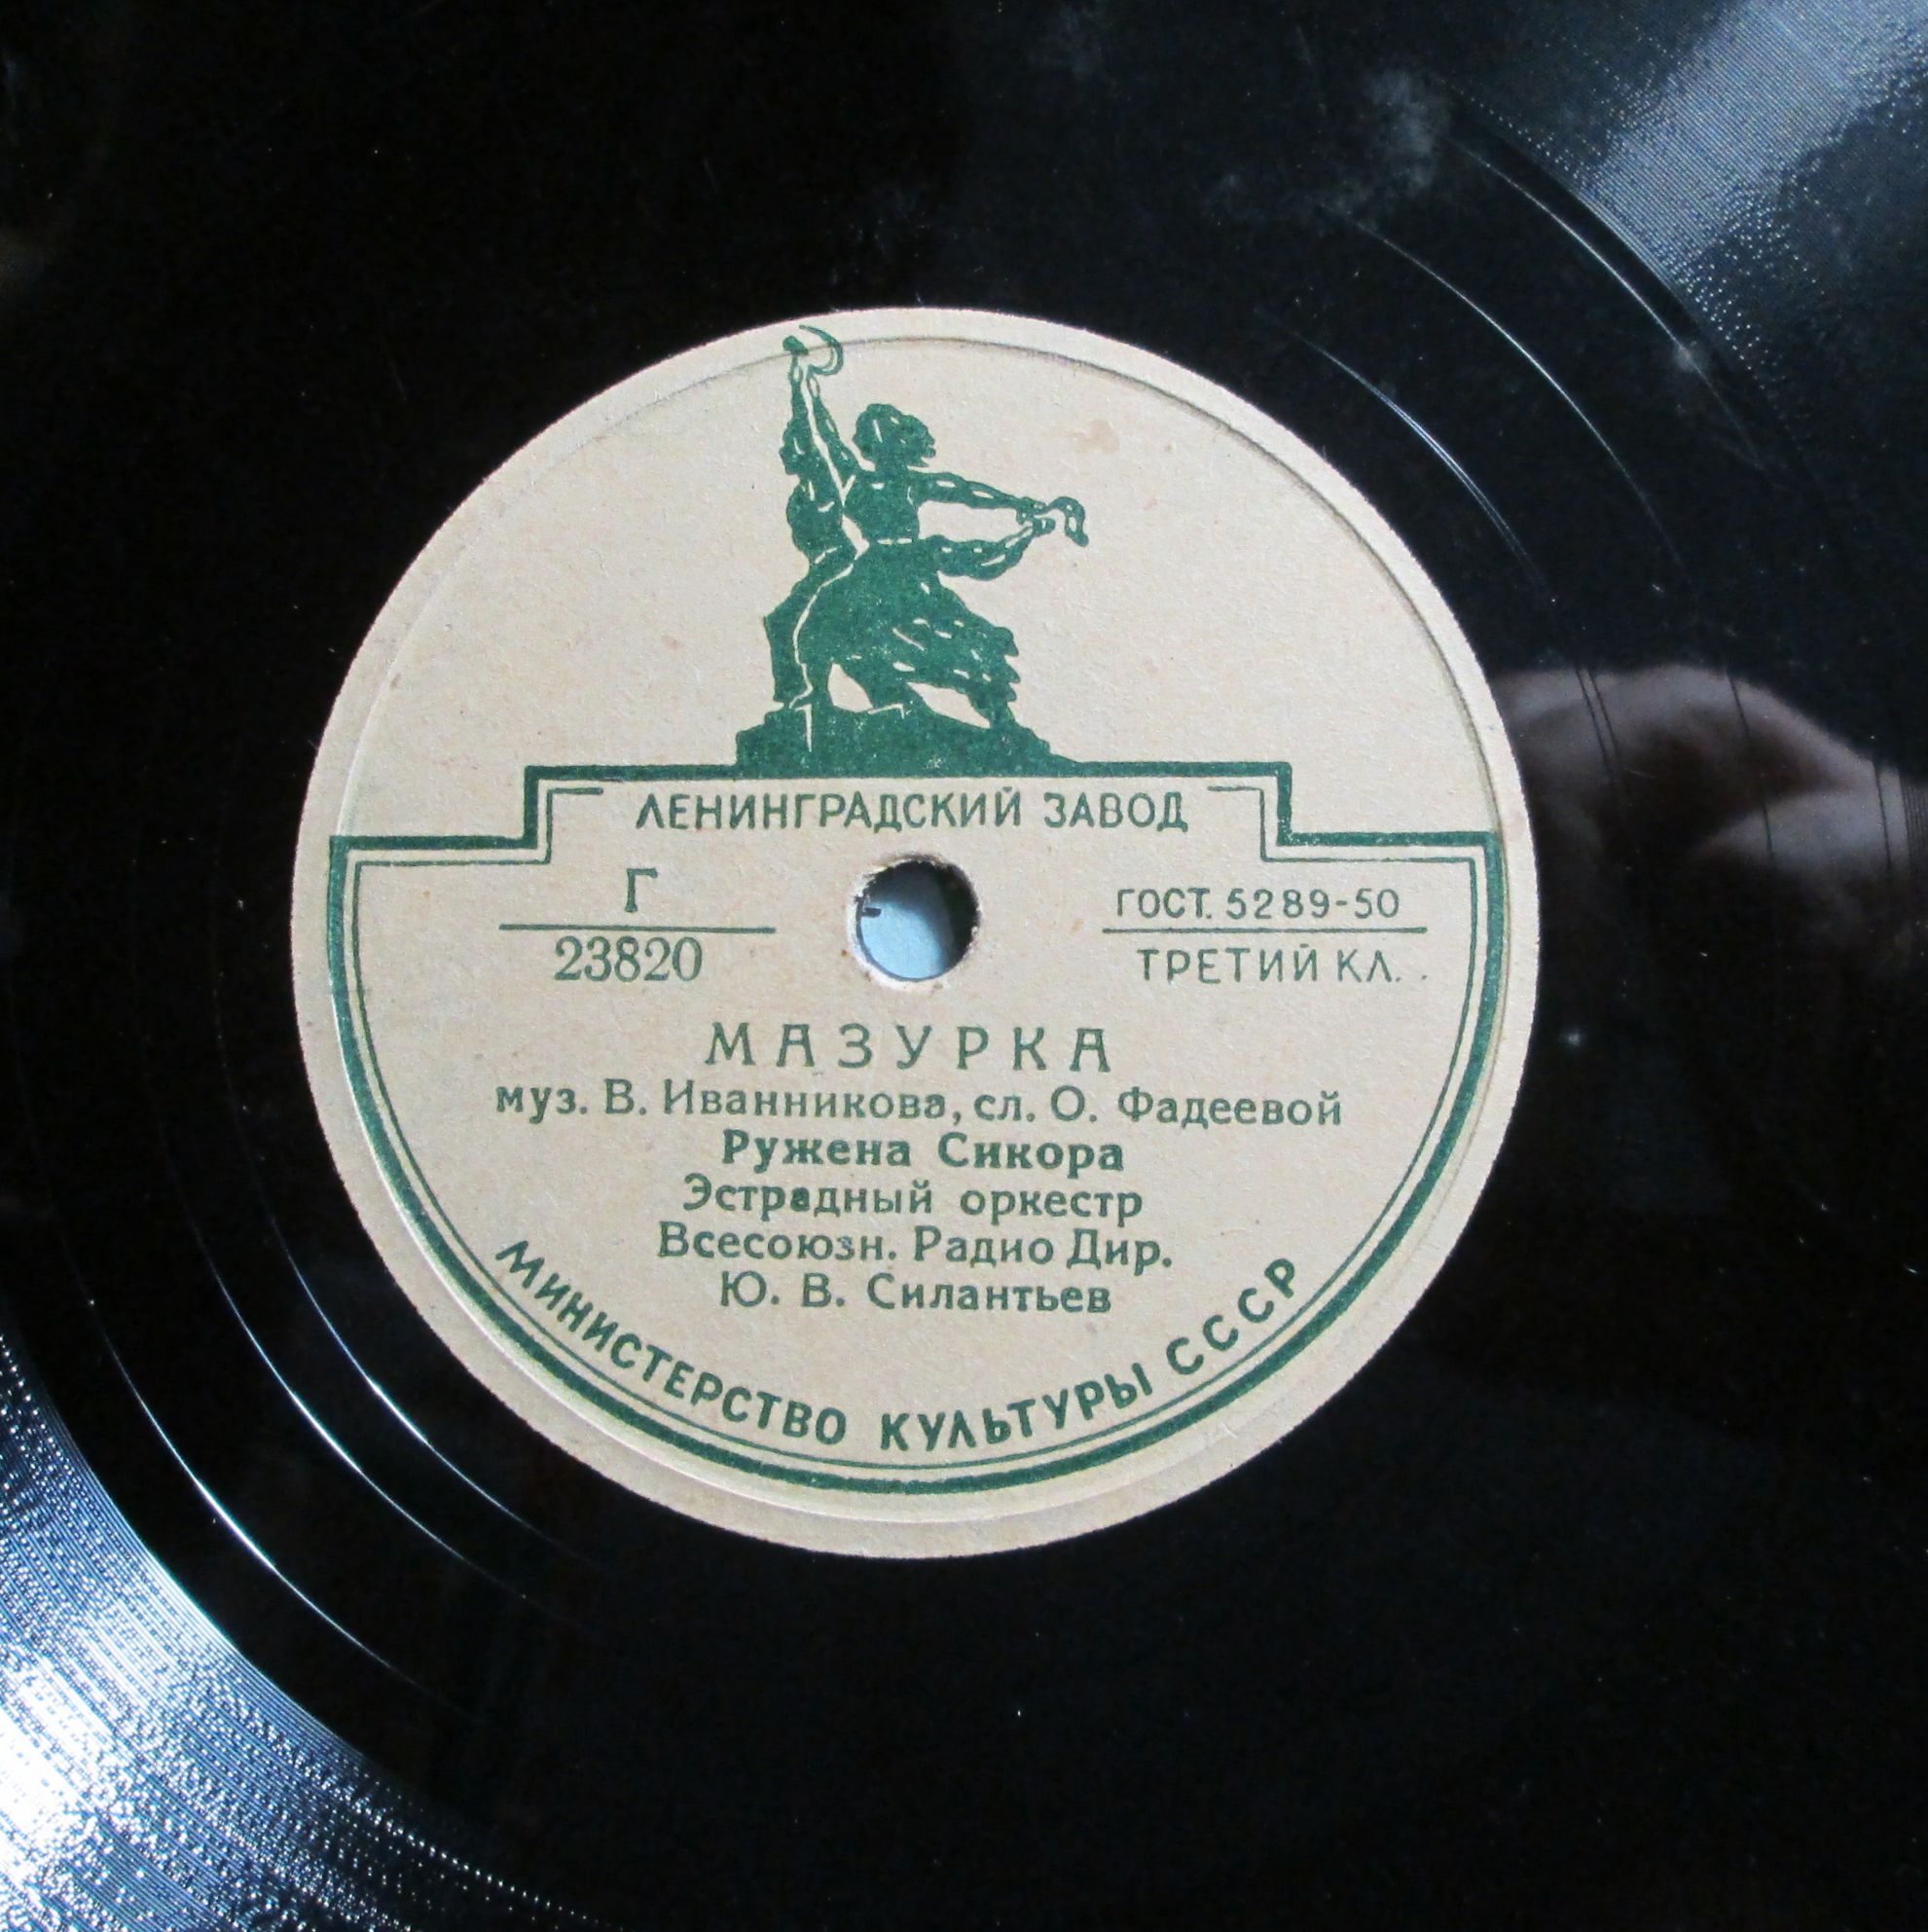 ЛЕНИНГРАДСКИЙ ЗАВОД
Г
23820
ГОСТ. 5289-50
ТРЕТИЙ КЛ.
МАЗУРКА
муз. В. Иванникова, сл. О. Фадеевой
Ружена Сикора
Эстрадный оркестр
Всесоюзн. Радио Дир.
Ю. В. Силантьев
МИНИСТЕРСТВО КУЛЬТУРЫ СССР